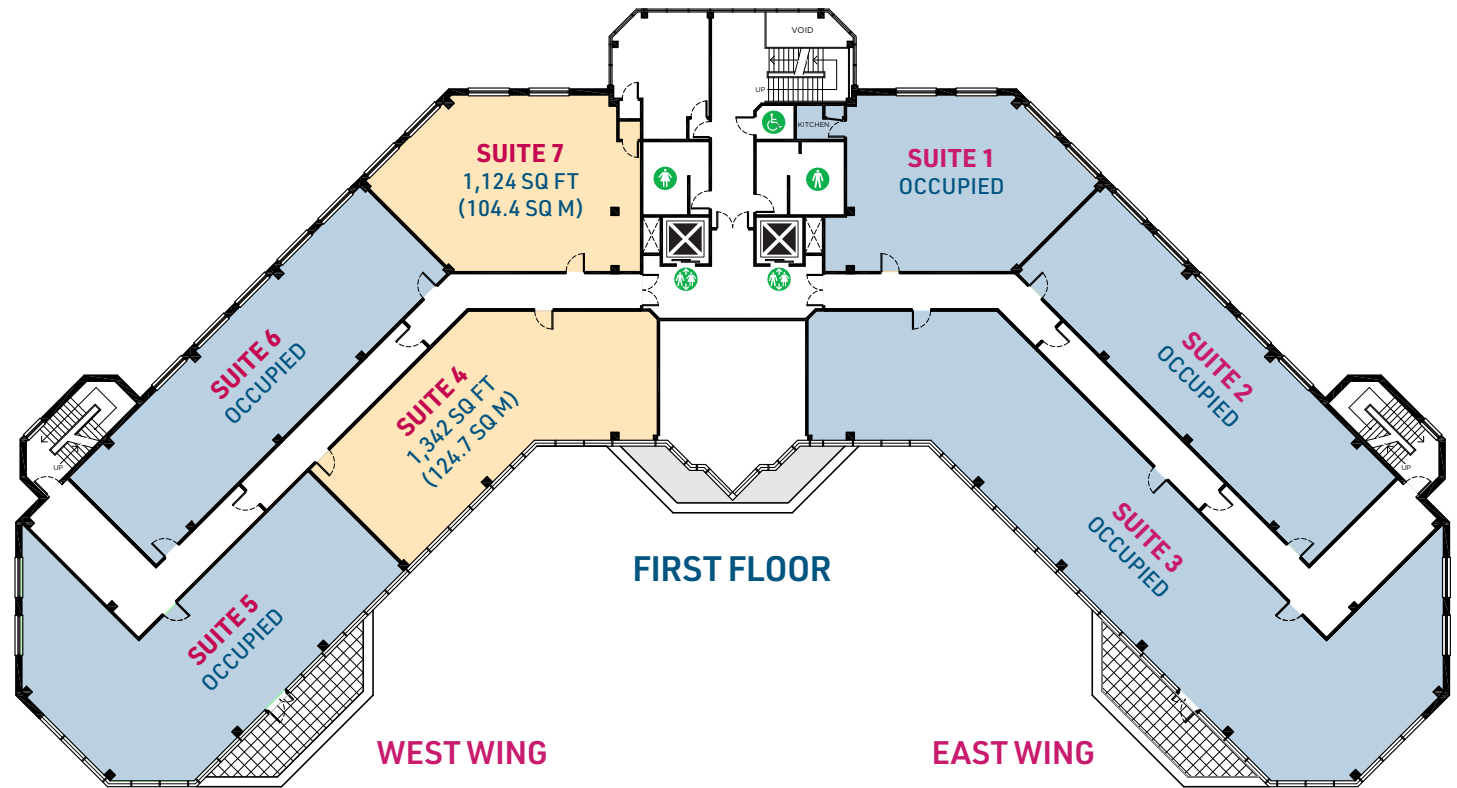 VOID
UP
KITCHEN
SUITE 7
1,124 SQ FT
(104.4 SQ M)
SUITE 1
OCCUPIED
SUITE 6
OCCUPIED
SUITE 4
1,342 SQ FT
(124.7 SQ M)
SUITE 2
OCCUPIED
UP
UP
SUITE 3
OCCUPIED
FIRST FLOOR
SUITE 5
OCCUPIED
WEST WING
EAST WING